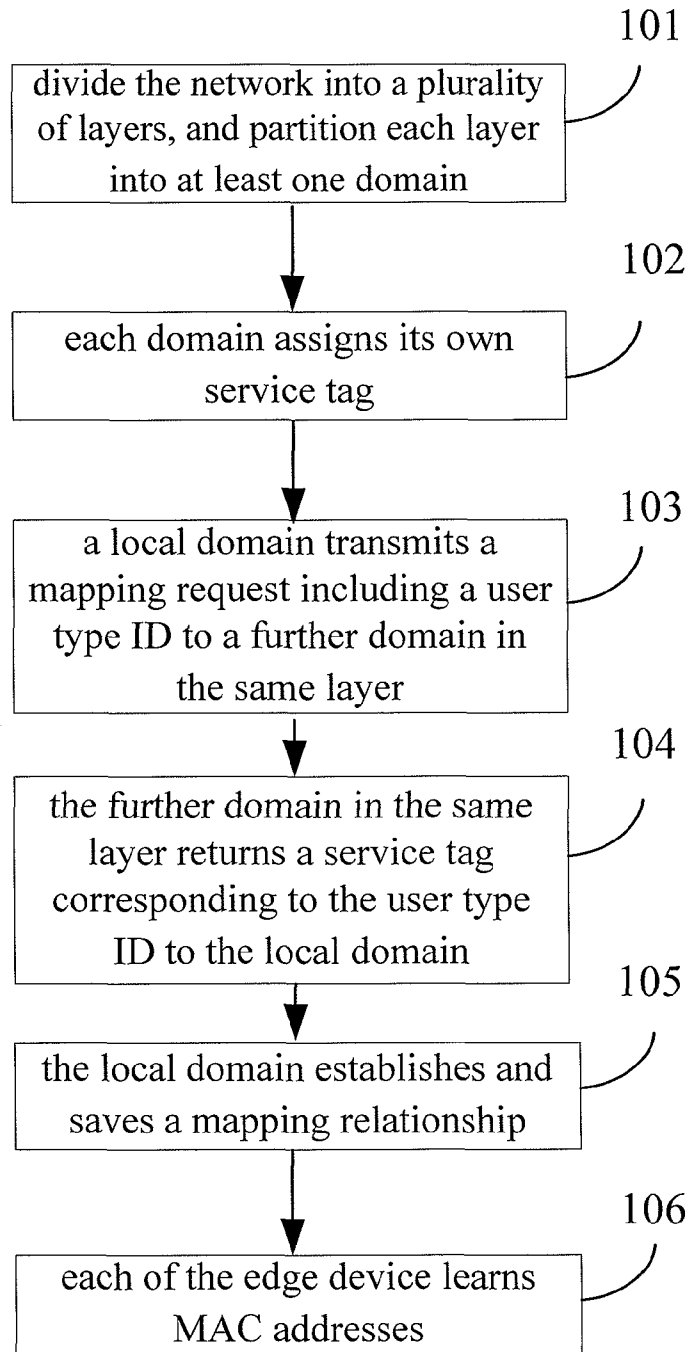 101
divide the network into a plurality
of layers, and partition each layer
into at least one domain
102
each domain assigns its own
service tag
103
a local domain transmits a
mapping request including a user
type ID to a further domain in
the same layer
104
the further domain in the same
layer returns a service tag
corresponding to the user type
ID to the local domain
105
the local domain establishes and
saves a mapping relationship
106
each of the edge device learns
MAC addresses